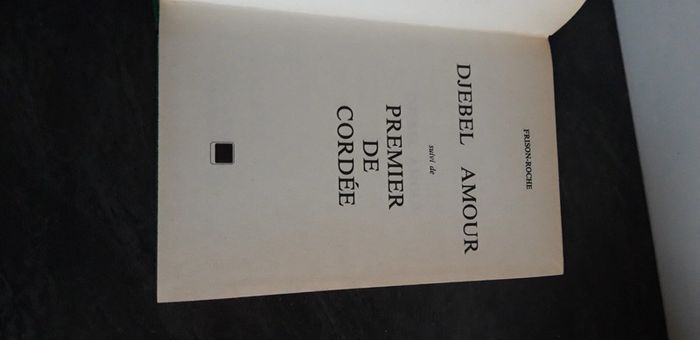 FRISON-ROCHE
DJEBEL AMOUR
suivi de
PREMIER
DE
CORDÉE